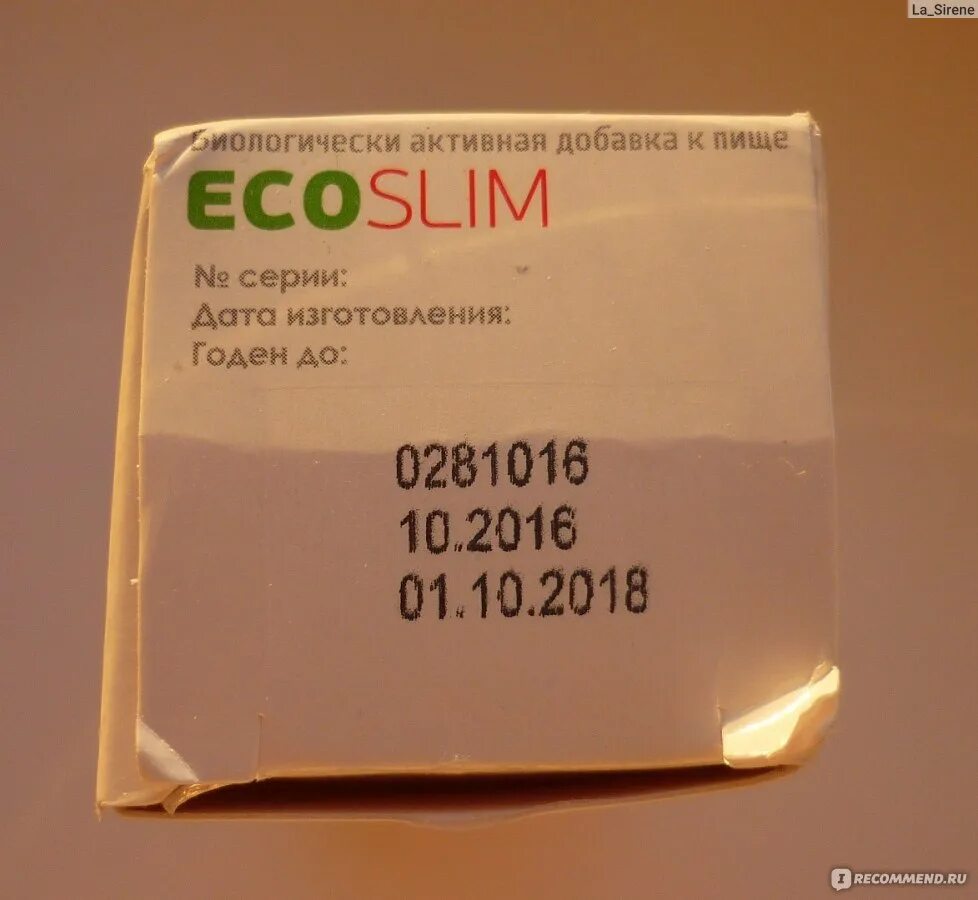 La_Sirene
Биологически активная добавка к пище
ECOSLIM
№ серии:
Дата изготовления:
Годен до:
0281016
10.2016
01.10.2018
IRECOMMEND.RU